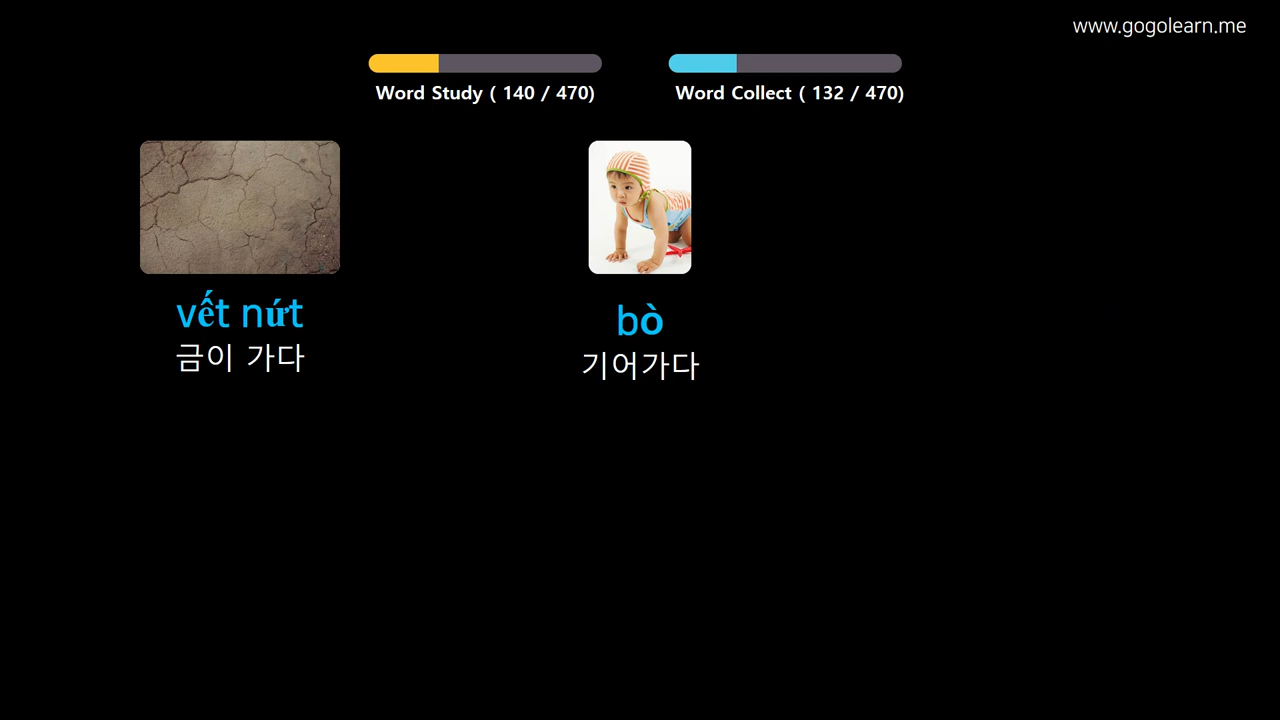 www.gogolearn.me
Word Study ( 140 / 470)
Word Collect ( 132 / 470)
vết nứt
금이 가다
bò
기어가다